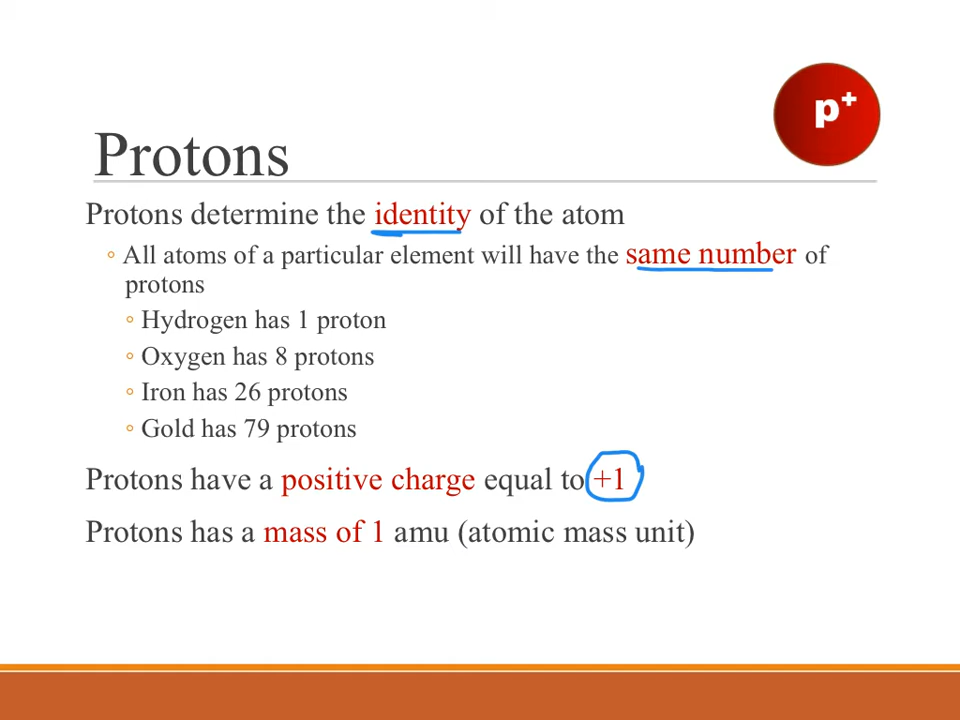 p+
Protons
Protons determine the identity of the atom
◦ All atoms of a particular element will have the same number of
protons
◦ Hydrogen has 1 proton
◦ Oxygen has 8 protons
◦ Iron has 26 protons
◦ Gold has 79 protons
Protons have a positive charge equal to +1
Protons has a mass of 1 amu (atomic mass unit)